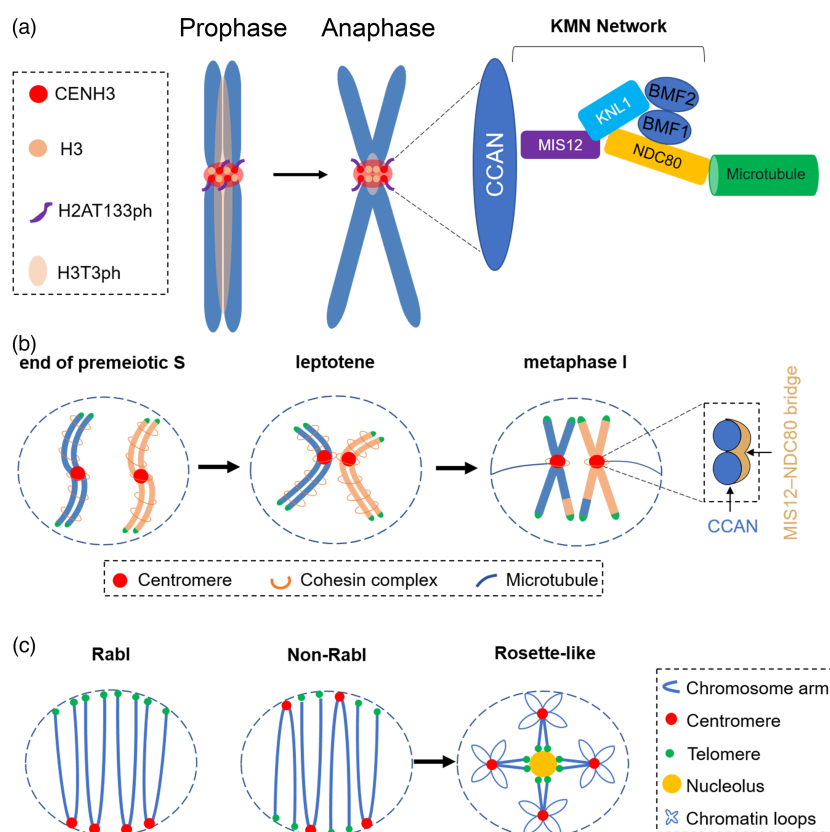 (a)
Prophase
Anaphase
KMN Network
CENH3
H3
H2AT133ph
H3T3ph
CCAN
MIS12
KNL1
BMF2
BMF1
NDC80
Microtubule
(b)
end of premeiotic S
leptotene
metaphase I
CCAN
MIS12–NDC80 bridge
Centromere
Cohesin complex
Microtubule
(c)
Rabl
Non-Rabl
Rosette-like
Chromosome arm
Centromere
Telomere
Nucleolus
Chromatin loops